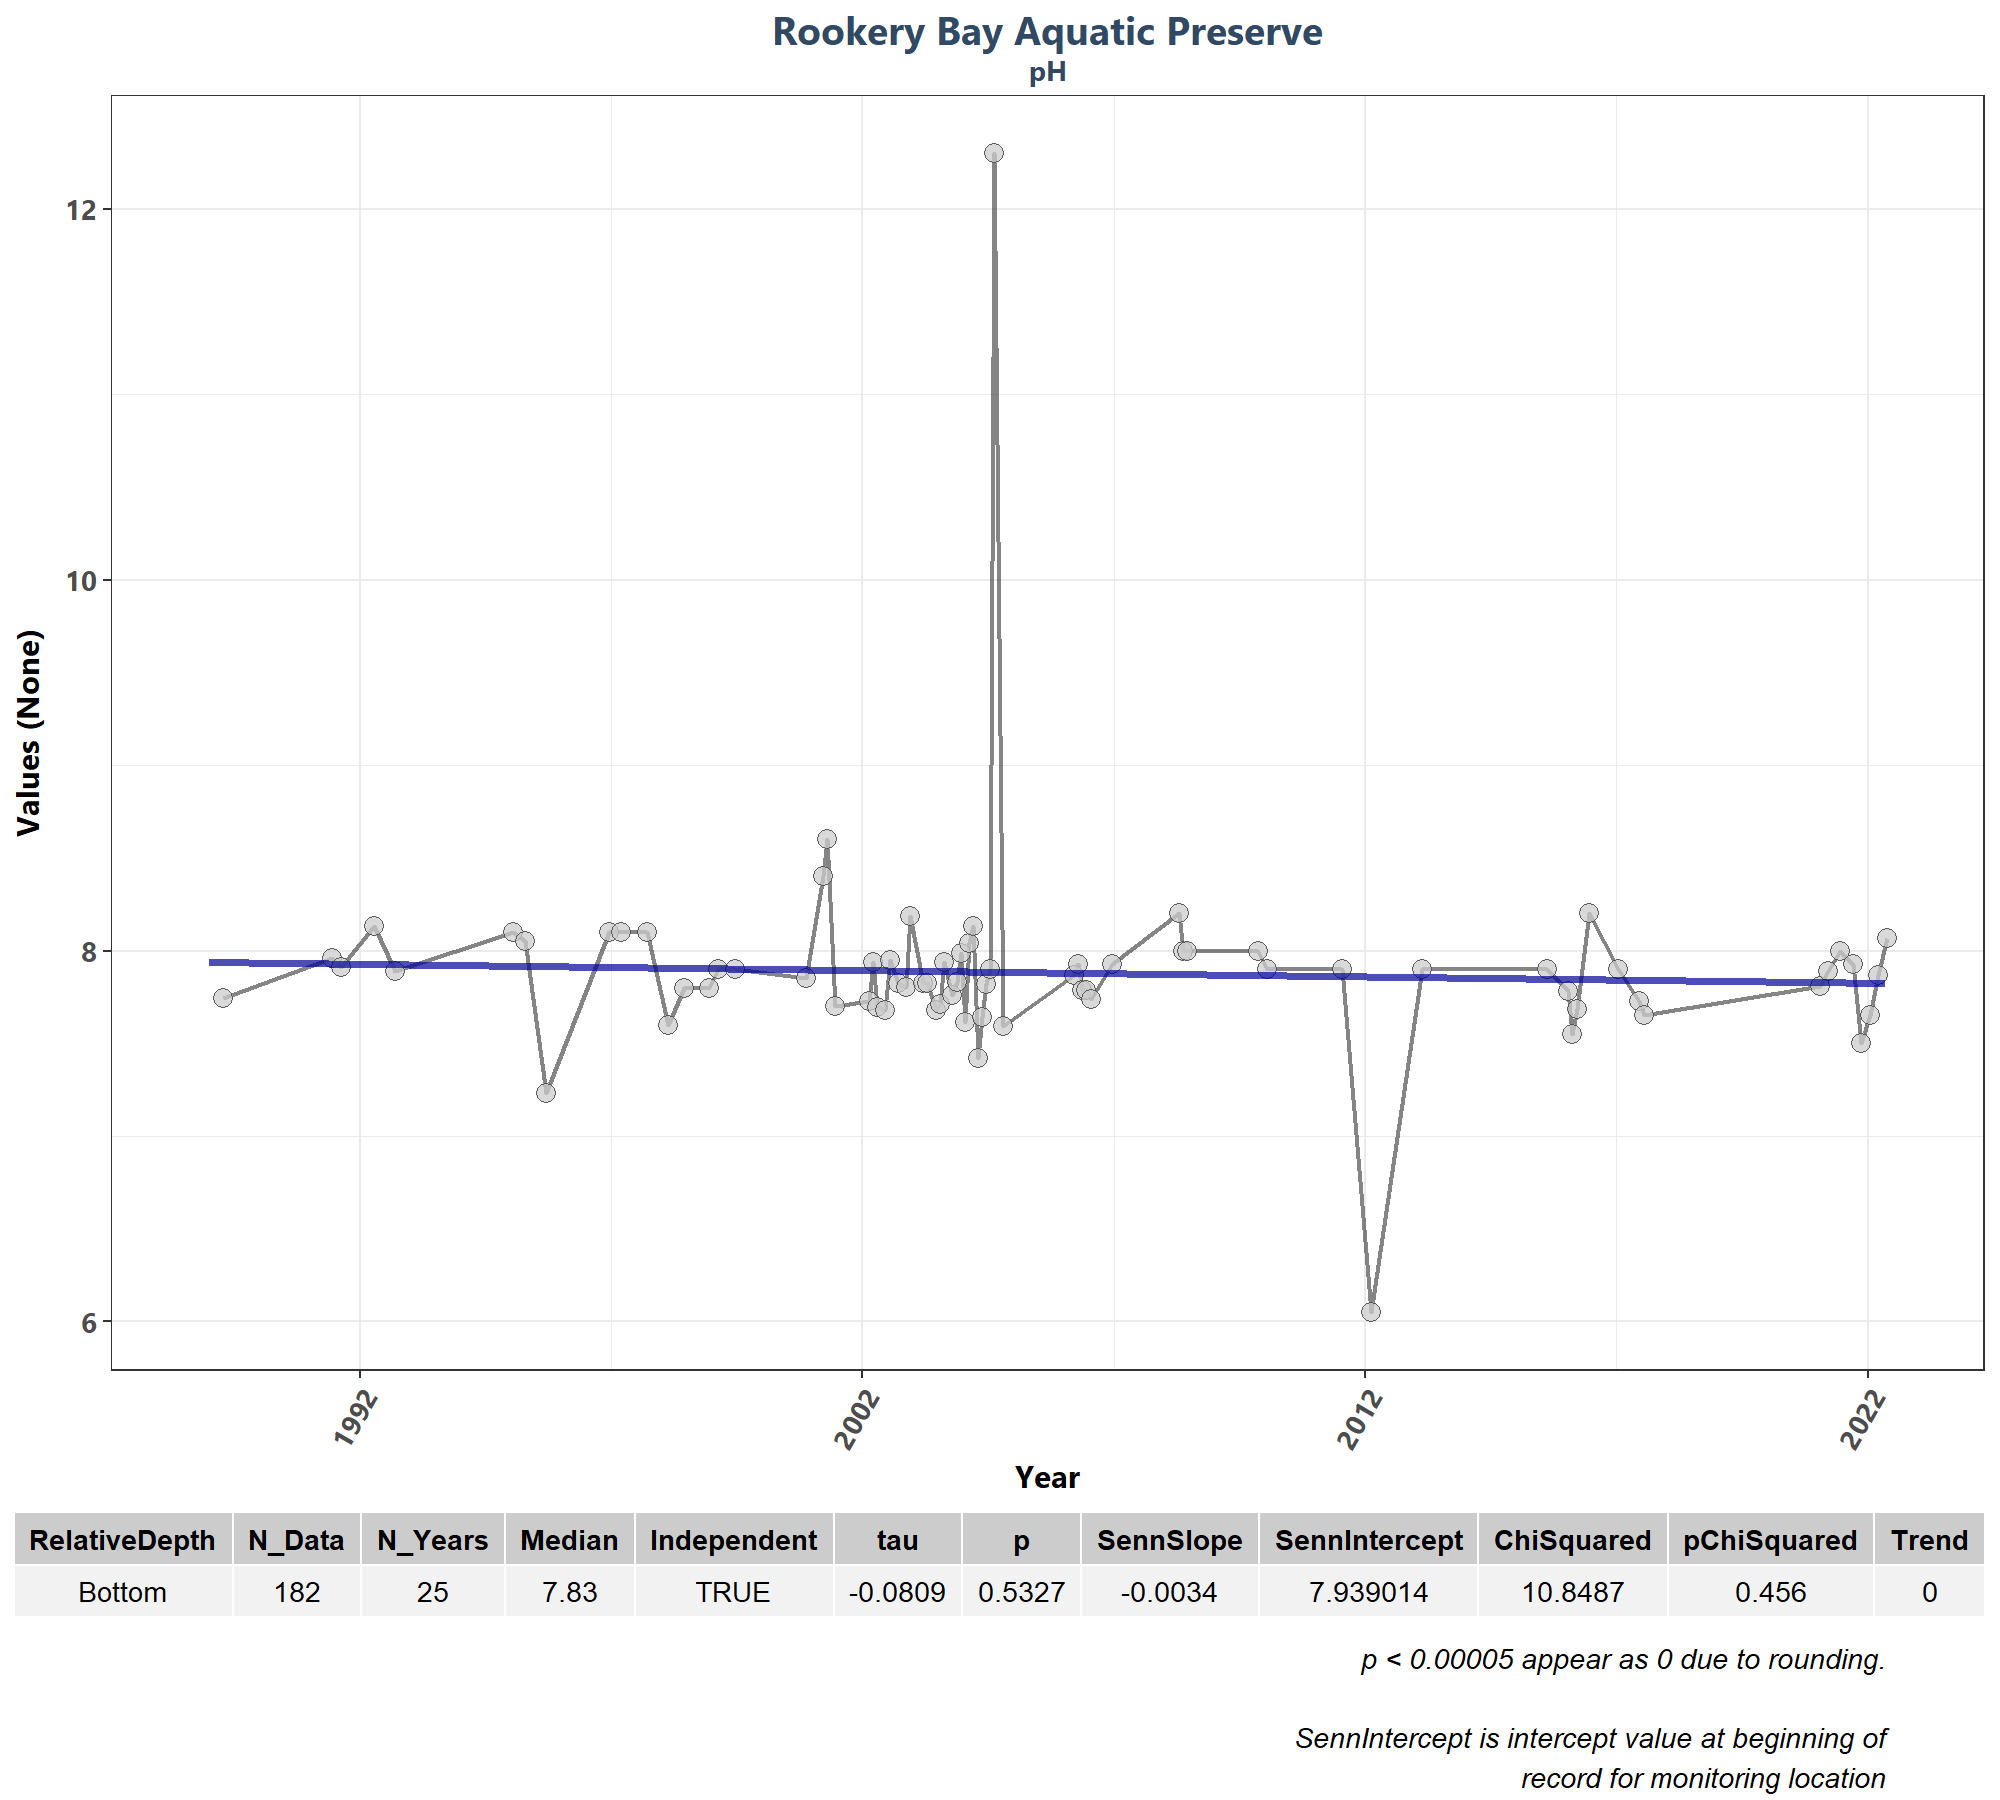 Rookery Bay Aquatic Preserve
pH
12
10
8
6
Values (None)
1992
2002
2012
2022
Year
RelativeDepth N_Data N_Years Median Independent tau p SennSlope SennIntercept ChiSquared pChiSquared Trend
Bottom 182 25 7.83 TRUE -0.0809 0.5327 -0.0034 7.939014 10.8487 0.456 0
p < 0.00005 appear as 0 due to rounding.
SennIntercept is intercept value at beginning of
record for monitoring location